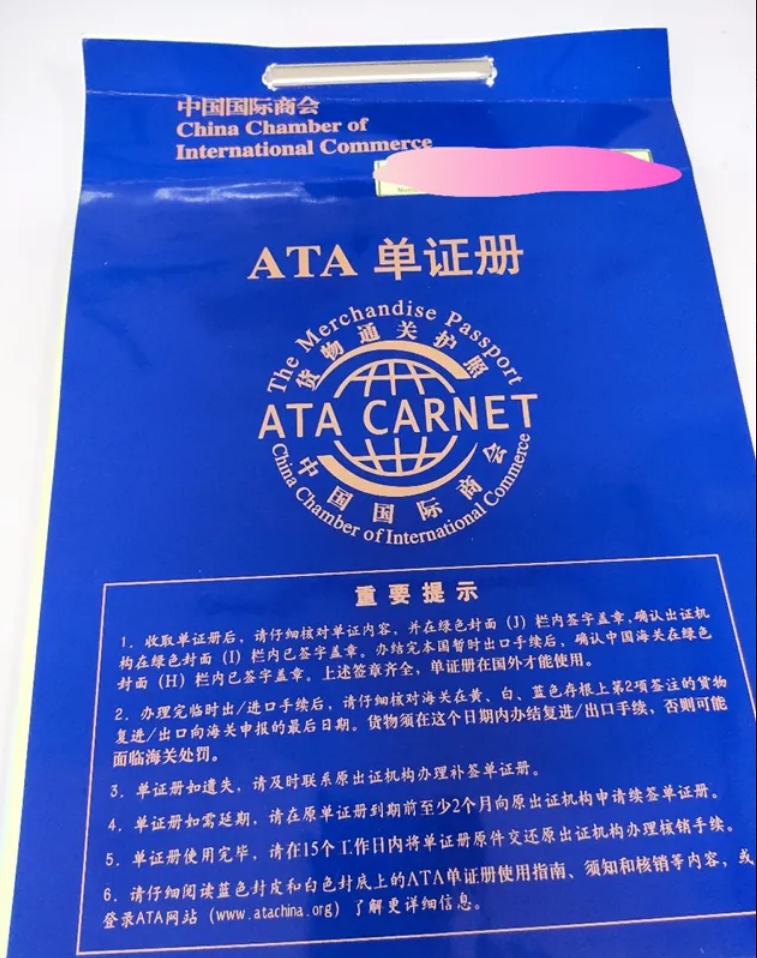 中国国际商会
China Chamber of
International Commerce
ATA 单证册
The Merchandise Passport
货物通关护照
ATA CARNET
中国国际商会
China Chamber of International Commerce
重要提示
1. 收取单证册后，请仔细核对单证内容，并在绿色封面（J）栏内签字盖章，确认出证机
构在绿色封面（I）栏内已签字盖章。办结完本国暂时出口手续后，确认中国海关在绿色
封面（H）栏内已签字盖章。上述签章齐全，单证册在国外才能使用。
2. 办理完临时出/进口手续后，请仔细核对海关在黄、白、蓝色存根上第2项签注的货物
复进/出口向海关申报的最后日期。货物须在这个日期内办结复进/出口手续，否则可能
面临海关处罚。
3. 单证册如遗失，请及时联系原出证机构办理补签单证册。
4. 单证册如需延期，请在原单证册到期前至少2个月向原出证机构申请续签单证册。
5. 单证册使用完毕，请在15个工作日内将单证册原件交还原出证机构办理核销手续。
6. 请仔细阅读蓝色封皮和白色封底上的ATA单证册使用指南、须知和核销等内容，或
登录ATA网站（www.atachina.org）了解更详细信息。